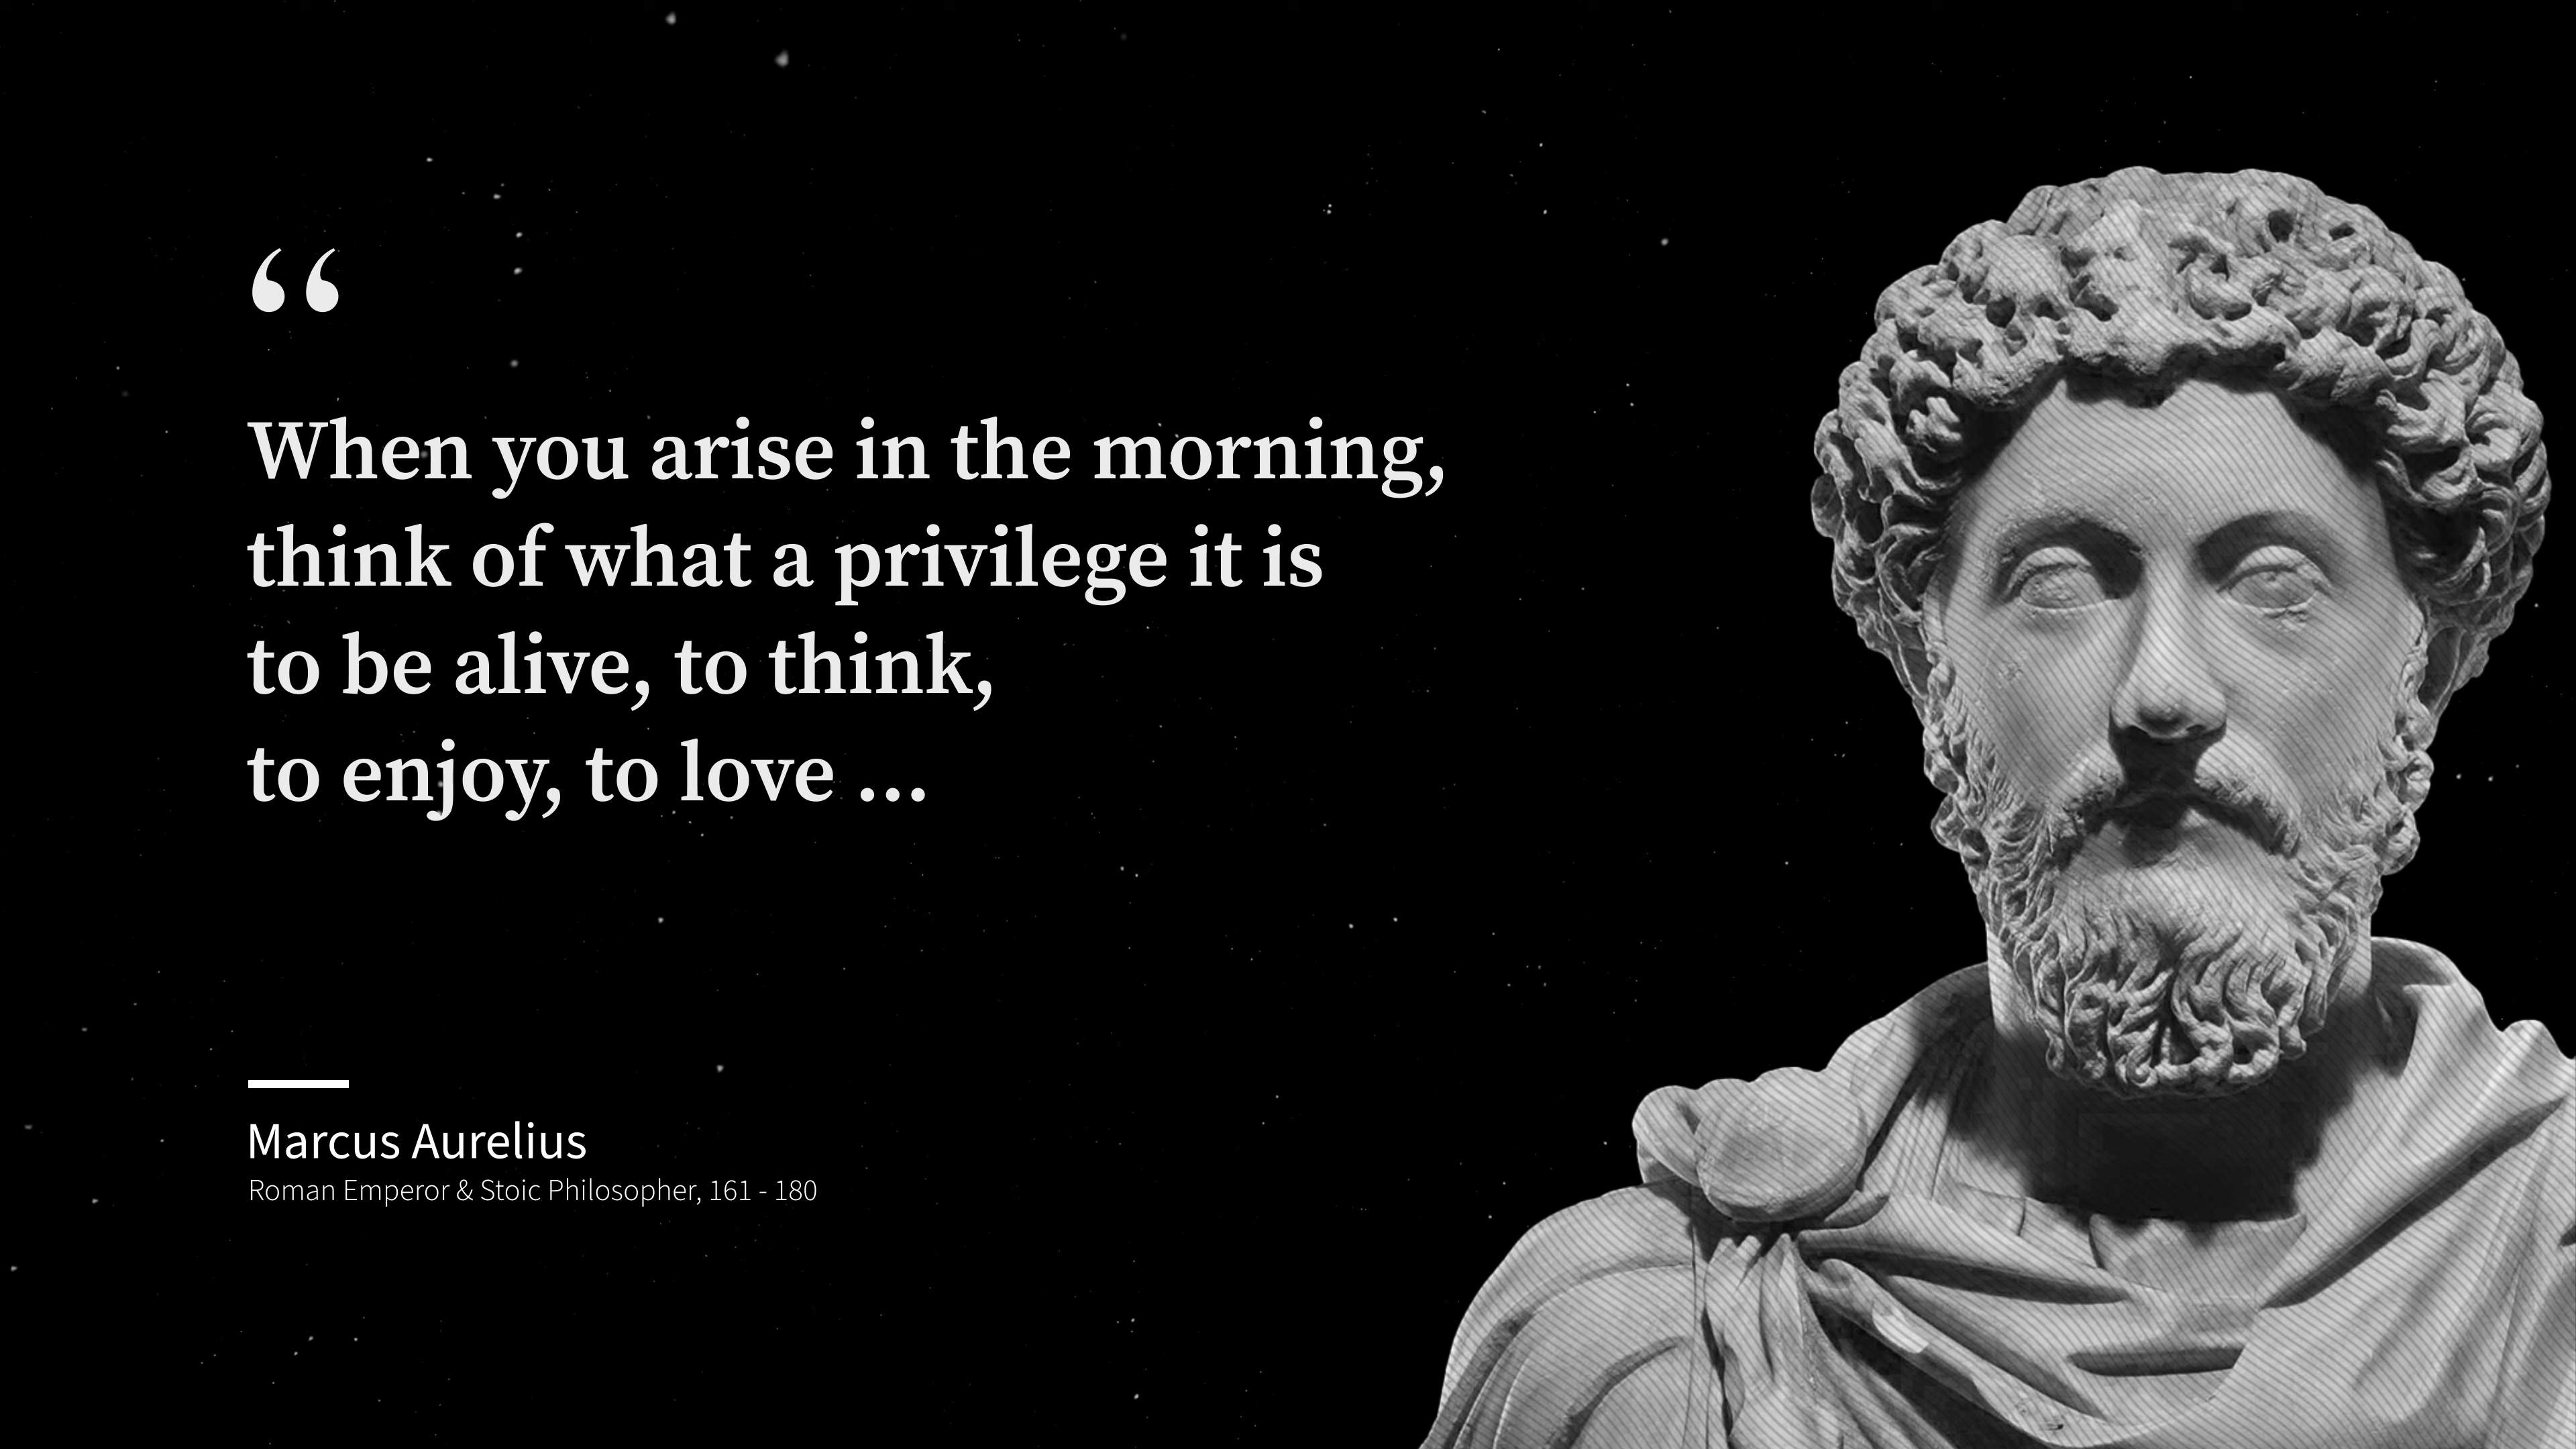 “
When you arise in the morning,
think of what a privilege it is
to be alive, to think,
to enjoy, to love ...
Marcus Aurelius
Roman Emperor & Stoic Philosopher, 161 - 180